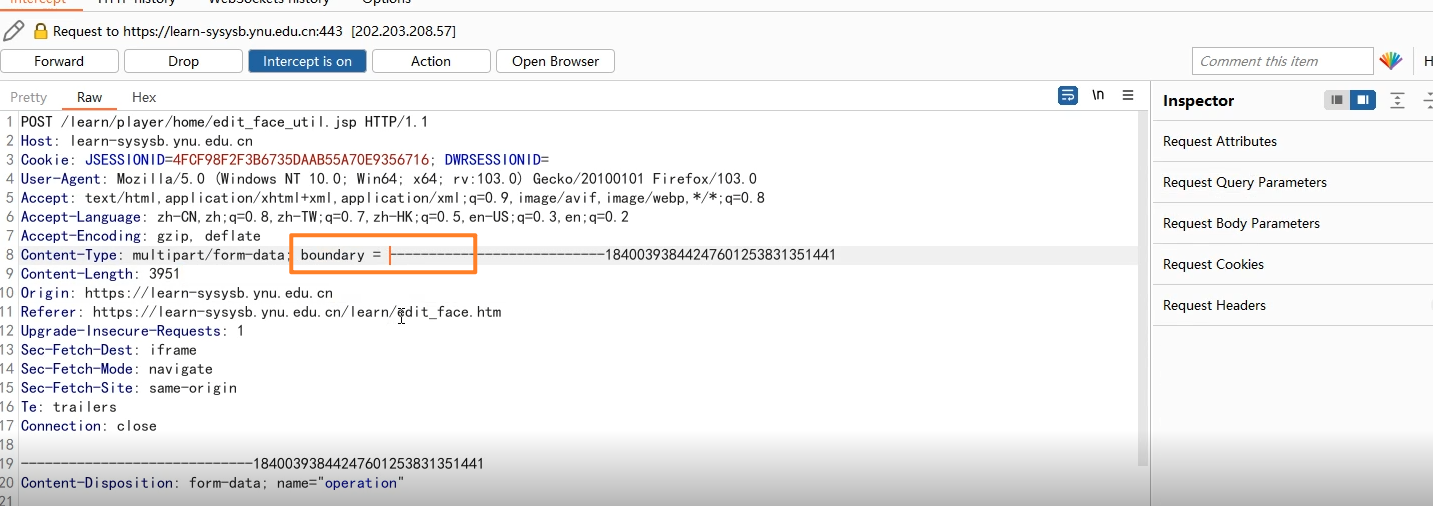 Intercept HTTP history WebSockets history Options
Request to https://learn-sysysb.ynu.edu.cn:443 [202.203.208.57]
Forward Drop Intercept is on Action Open Browser Comment this item H
Pretty Raw Hex \n
Inspector
Request Attributes
Request Query Parameters
Request Body Parameters
Request Cookies
Request Headers
1 POST /learn/player/home/edit_face_util.jsp HTTP/1.1
2 Host: learn-sysysb.ynu.edu.cn
3 Cookie: JSESSIONID=4FCF98F2F3B6735DAAB55A70E9356716; DWRSESSIONID=
4 User-Agent: Mozilla/5.0 (Windows NT 10.0; Win64; x64; rv:103.0) Gecko/20100101 Firefox/103.0
5 Accept: text/html,application/xhtml+xml,application/xml;q=0.9,image/avif,image/webp,*/*;q=0.8
6 Accept-Language: zh-CN,zh;q=0.8,zh-TW;q=0.7,zh-HK;q=0.5,en-US;q=0.3,en;q=0.2
7 Accept-Encoding: gzip, deflate
8 Content-Type: multipart/form-data; boundary = ---------------------------18400393844247601253831351441
9 Content-Length: 3951
10 Origin: https://learn-sysysb.ynu.edu.cn
11 Referer: https://learn-sysysb.ynu.edu.cn/learn/edit_face.htm
12 Upgrade-Insecure-Requests: 1
13 Sec-Fetch-Dest: iframe
14 Sec-Fetch-Mode: navigate
15 Sec-Fetch-Site: same-origin
16 Te: trailers
17 Connection: close
18
19 -----------------------------18400393844247601253831351441
20 Content-Disposition: form-data; name="operation"
21